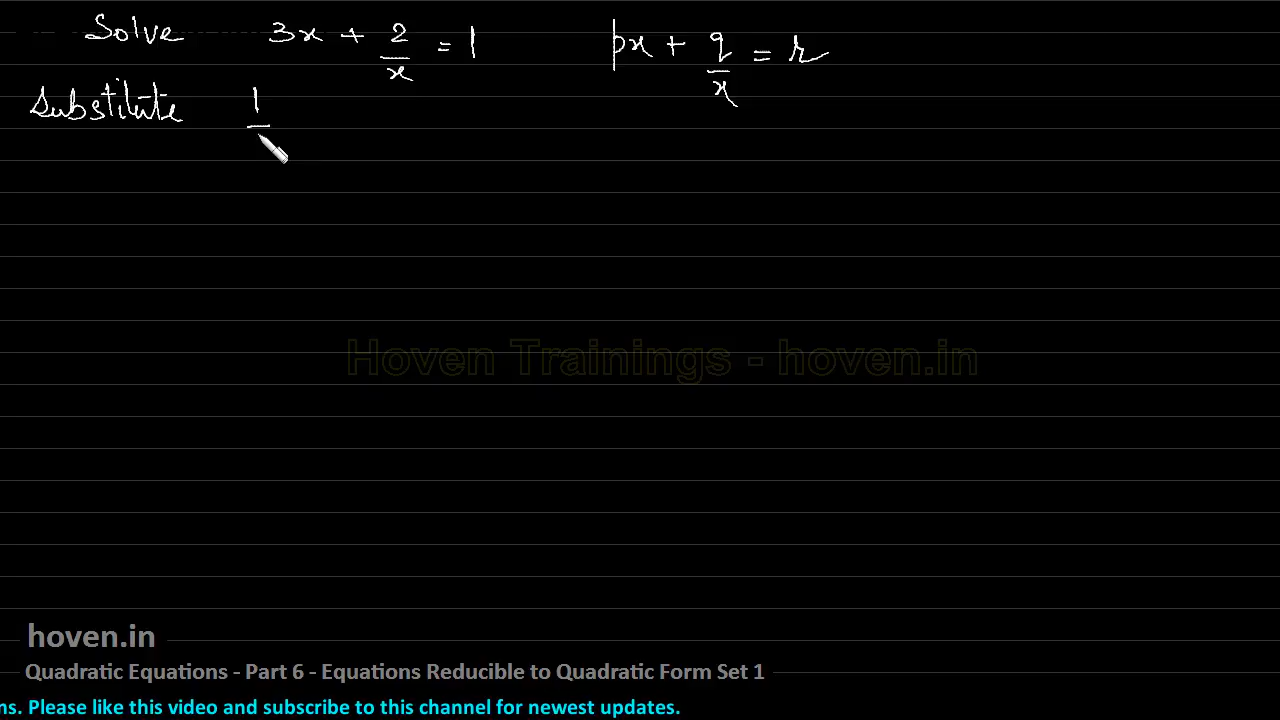 Solve 3x + 2/x = 1 px + q/x = r
Substitute 1
Hoven Trainings - hoven.in
hoven.in
Quadratic Equations - Part 6 - Equations Reducible to Quadratic Form Set 1
ns. Please like this video and subscribe to this channel for newest updates.